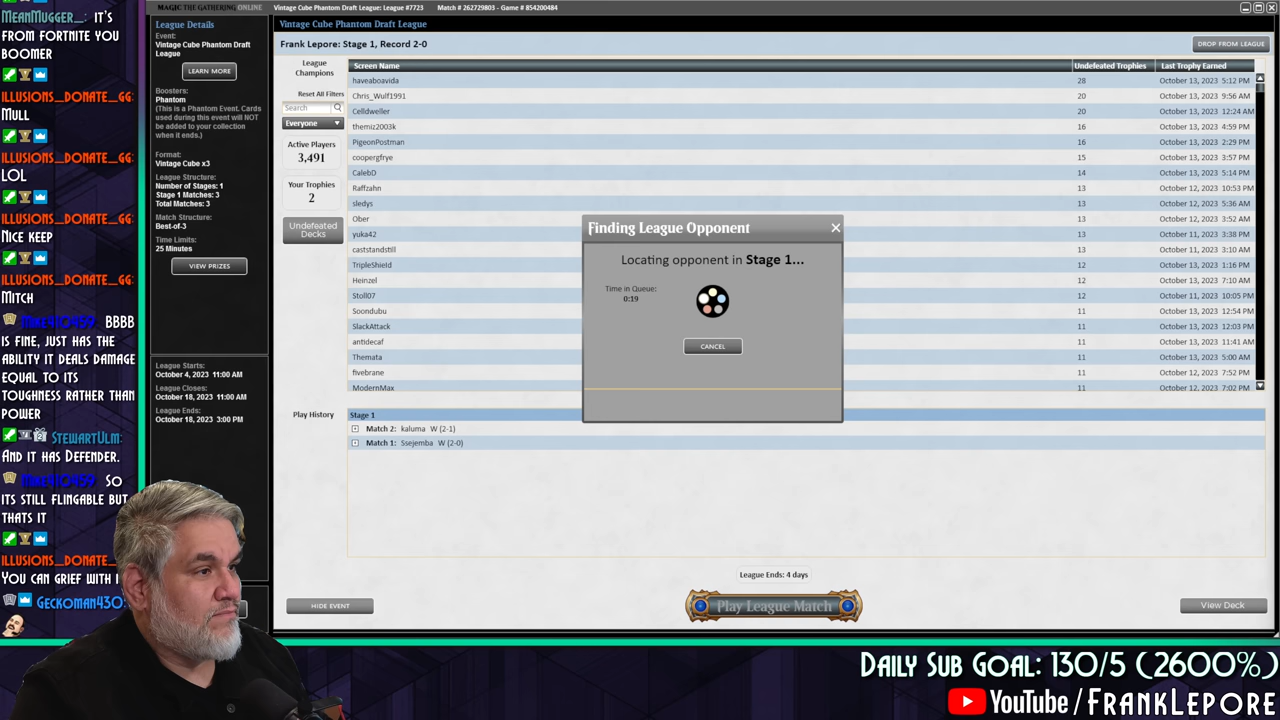 MeanMugger_: it's
from fortnite you
boomer
illusions_donate_gg:
Mull
illusions_donate_gg:
LOL
illusions_donate_gg:
Nice keep
illusions_donate_gg:
Mitch
Mike410459: BBBB
is fine, just has the
ability it deals damage
equal to its
toughness rather than
power
StewartUlm:
And it has Defender.
Mike410459: So
its still flingable but
thats it
illusions_donate_
You can grief with i
Geckoman430:
MAGIC THE GATHERING ONLINE
Vintage Cube Phantom Draft League: League #7723
Match # 262729803 - Game # 854200484
League Details
Event:
Vintage Cube Phantom Draft
League
LEARN MORE
Boosters:
Phantom
(This is a Phantom Event. Cards
used during this event will NOT
be added to your collection
when it ends.)
Format:
Vintage Cube x3
League Structure:
Number of Stages: 1
Stage 1 Matches: 3
Total Matches: 3
Match Structure:
Best-of-3
Time Limits:
25 Minutes
VIEW PRIZES
League Starts:
October 4, 2023 11:00 AM
League Closes:
October 18, 2023 11:00 AM
League Ends:
October 18, 2023 3:00 PM
Vintage Cube Phantom Draft League
Frank Lepore: Stage 1, Record 2-0
DROP FROM LEAGUE
League
Champions
Reset All Filters
Search
Everyone
Active Players
3,491
Your Trophies
2
Undefeated
Decks
Screen Name Undefeated Trophies Last Trophy Earned
haveaboavida 28 October 13, 2023 5:12 PM
Chris_Wulf1991 20 October 13, 2023 9:56 AM
Celldweller 20 October 13, 2023 12:24 AM
themiz2003k 16 October 13, 2023 4:59 PM
PigeonPostman 16 October 13, 2023 2:29 PM
coopergfrye 15 October 13, 2023 3:57 PM
CalebD 14 October 13, 2023 5:14 PM
Raffzahn 13 October 12, 2023 10:53 PM
sledys 13 October 12, 2023 5:36 AM
Ober 13 October 12, 2023 3:52 AM
yuka42 13 October 11, 2023 3:38 PM
caststandstill 13 October 11, 2023 3:10 AM
TripleShield 12 October 13, 2023 1:16 PM
Heinzel 12 October 13, 2023 7:10 AM
Stoll07 12 October 11, 2023 10:05 PM
Soondubu 11 October 13, 2023 12:54 PM
SlackAttack 11 October 13, 2023 12:03 PM
antidecaf 11 October 13, 2023 11:41 AM
Themata 11 October 13, 2023 5:00 AM
fivebrane 11 October 12, 2023 7:52 PM
ModernMax 11 October 12, 2023 7:02 PM
Finding League Opponent
Locating opponent in Stage 1...
Time in Queue:
0:19
CANCEL
Play History
Stage 1
Match 2: kaluma W (2-1)
Match 1: Ssejemba W (2-0)
League Ends: 4 days
HIDE EVENT
Play League Match
View Deck
Daily Sub Goal: 130/5 (2600%)
YouTube/FrankLepore